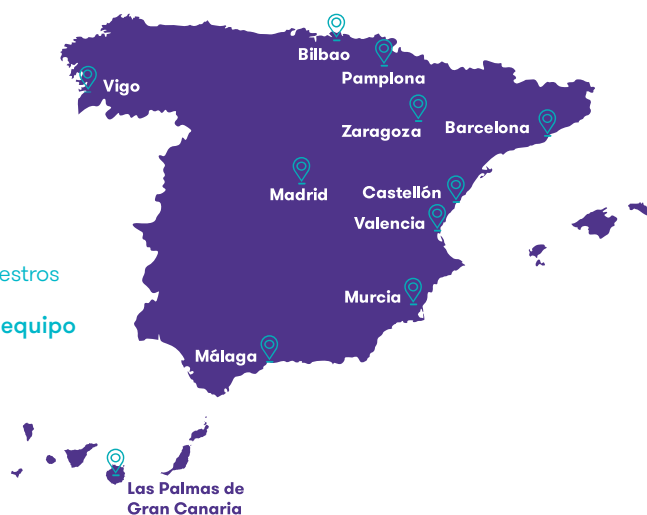 Bilbao
Pamplona
Vigo
Zaragoza
Barcelona
Madrid
Castellón
Valencia
estros
Murcia
equipo
Málaga
Las Palmas de
Gran Canaria